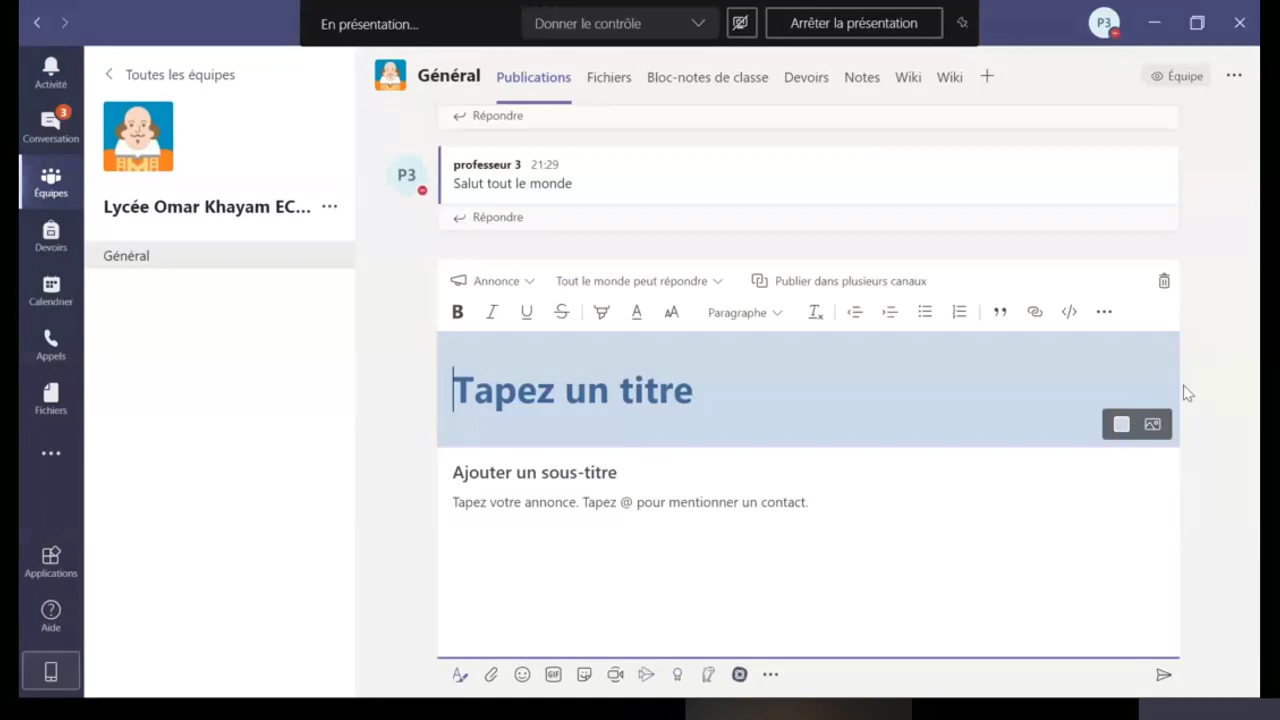 En présentation...
Donner le contrôle
Arrêter la présentation
P3
Activité
3
Conversation
Équipes
Devoirs
Calendrier
Appels
Fichiers
Applications
Aide
Toutes les équipes
Lycée Omar Khayam EC...
Général
Général
Publications
Fichiers
Bloc-notes de classe
Devoirs
Notes
Wiki
Wiki
Équipe
Répondre
P3
professeur 3 21:29
Salut tout le monde
Répondre
Annonce
Tout le monde peut répondre
Publier dans plusieurs canaux
B I U S A AA Paragraphe
Tapez un titre
Ajouter un sous-titre
Tapez votre annonce. Tapez @ pour mentionner un contact.
GIF